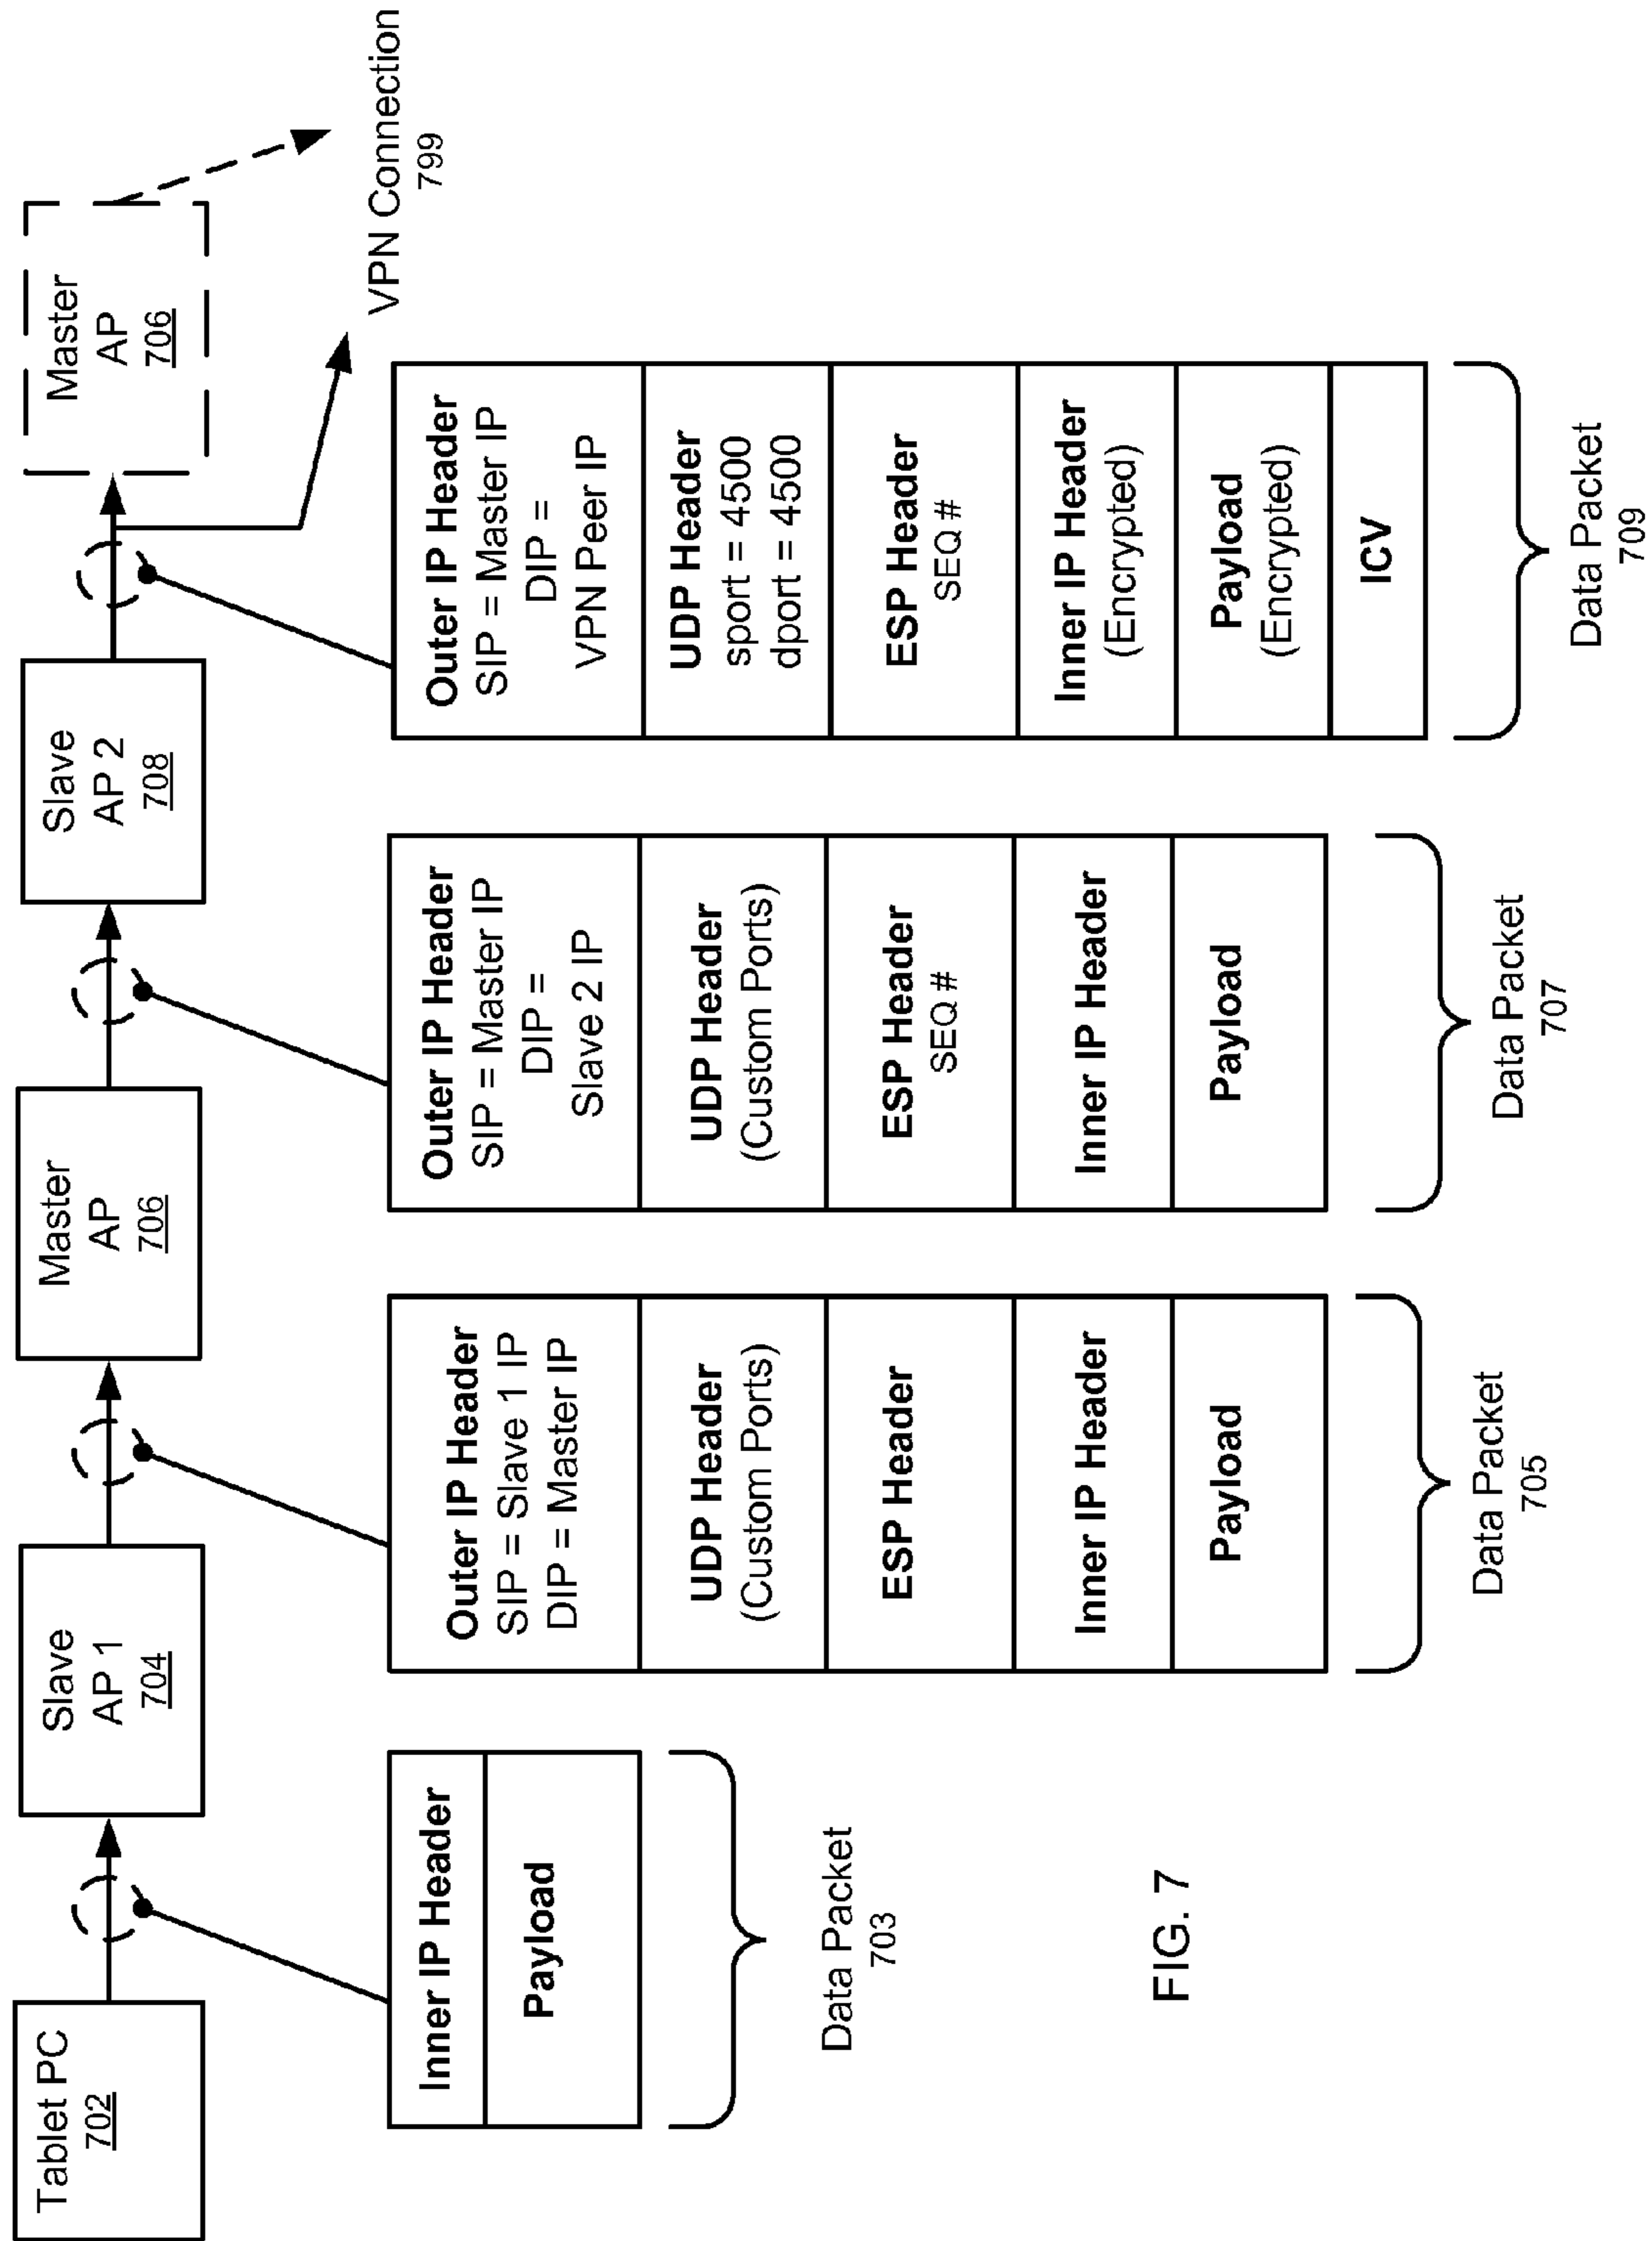 Tablet PC
702
Slave
AP 1
704
Master
AP
706
Slave
AP 2
708
Master
AP
706
VPN Connection
799
Inner IP Header
Payload
Data Packet
703
Outer IP Header
SIP = Slave 1 IP
DIP = Master IP
UDP Header
(Custom Ports)
ESP Header
Inner IP Header
Payload
Data Packet
705
Outer IP Header
SIP = Master IP
DIP =
Slave 2 IP
UDP Header
(Custom Ports)
ESP Header
SEQ #
Inner IP Header
Payload
Data Packet
707
Outer IP Header
SIP = Master IP
DIP =
VPN Peer IP
UDP Header
sport = 4500
dport = 4500
ESP Header
SEQ #
Inner IP Header
(Encrypted)
Payload
(Encrypted)
ICV
Data Packet
709
FIG. 7